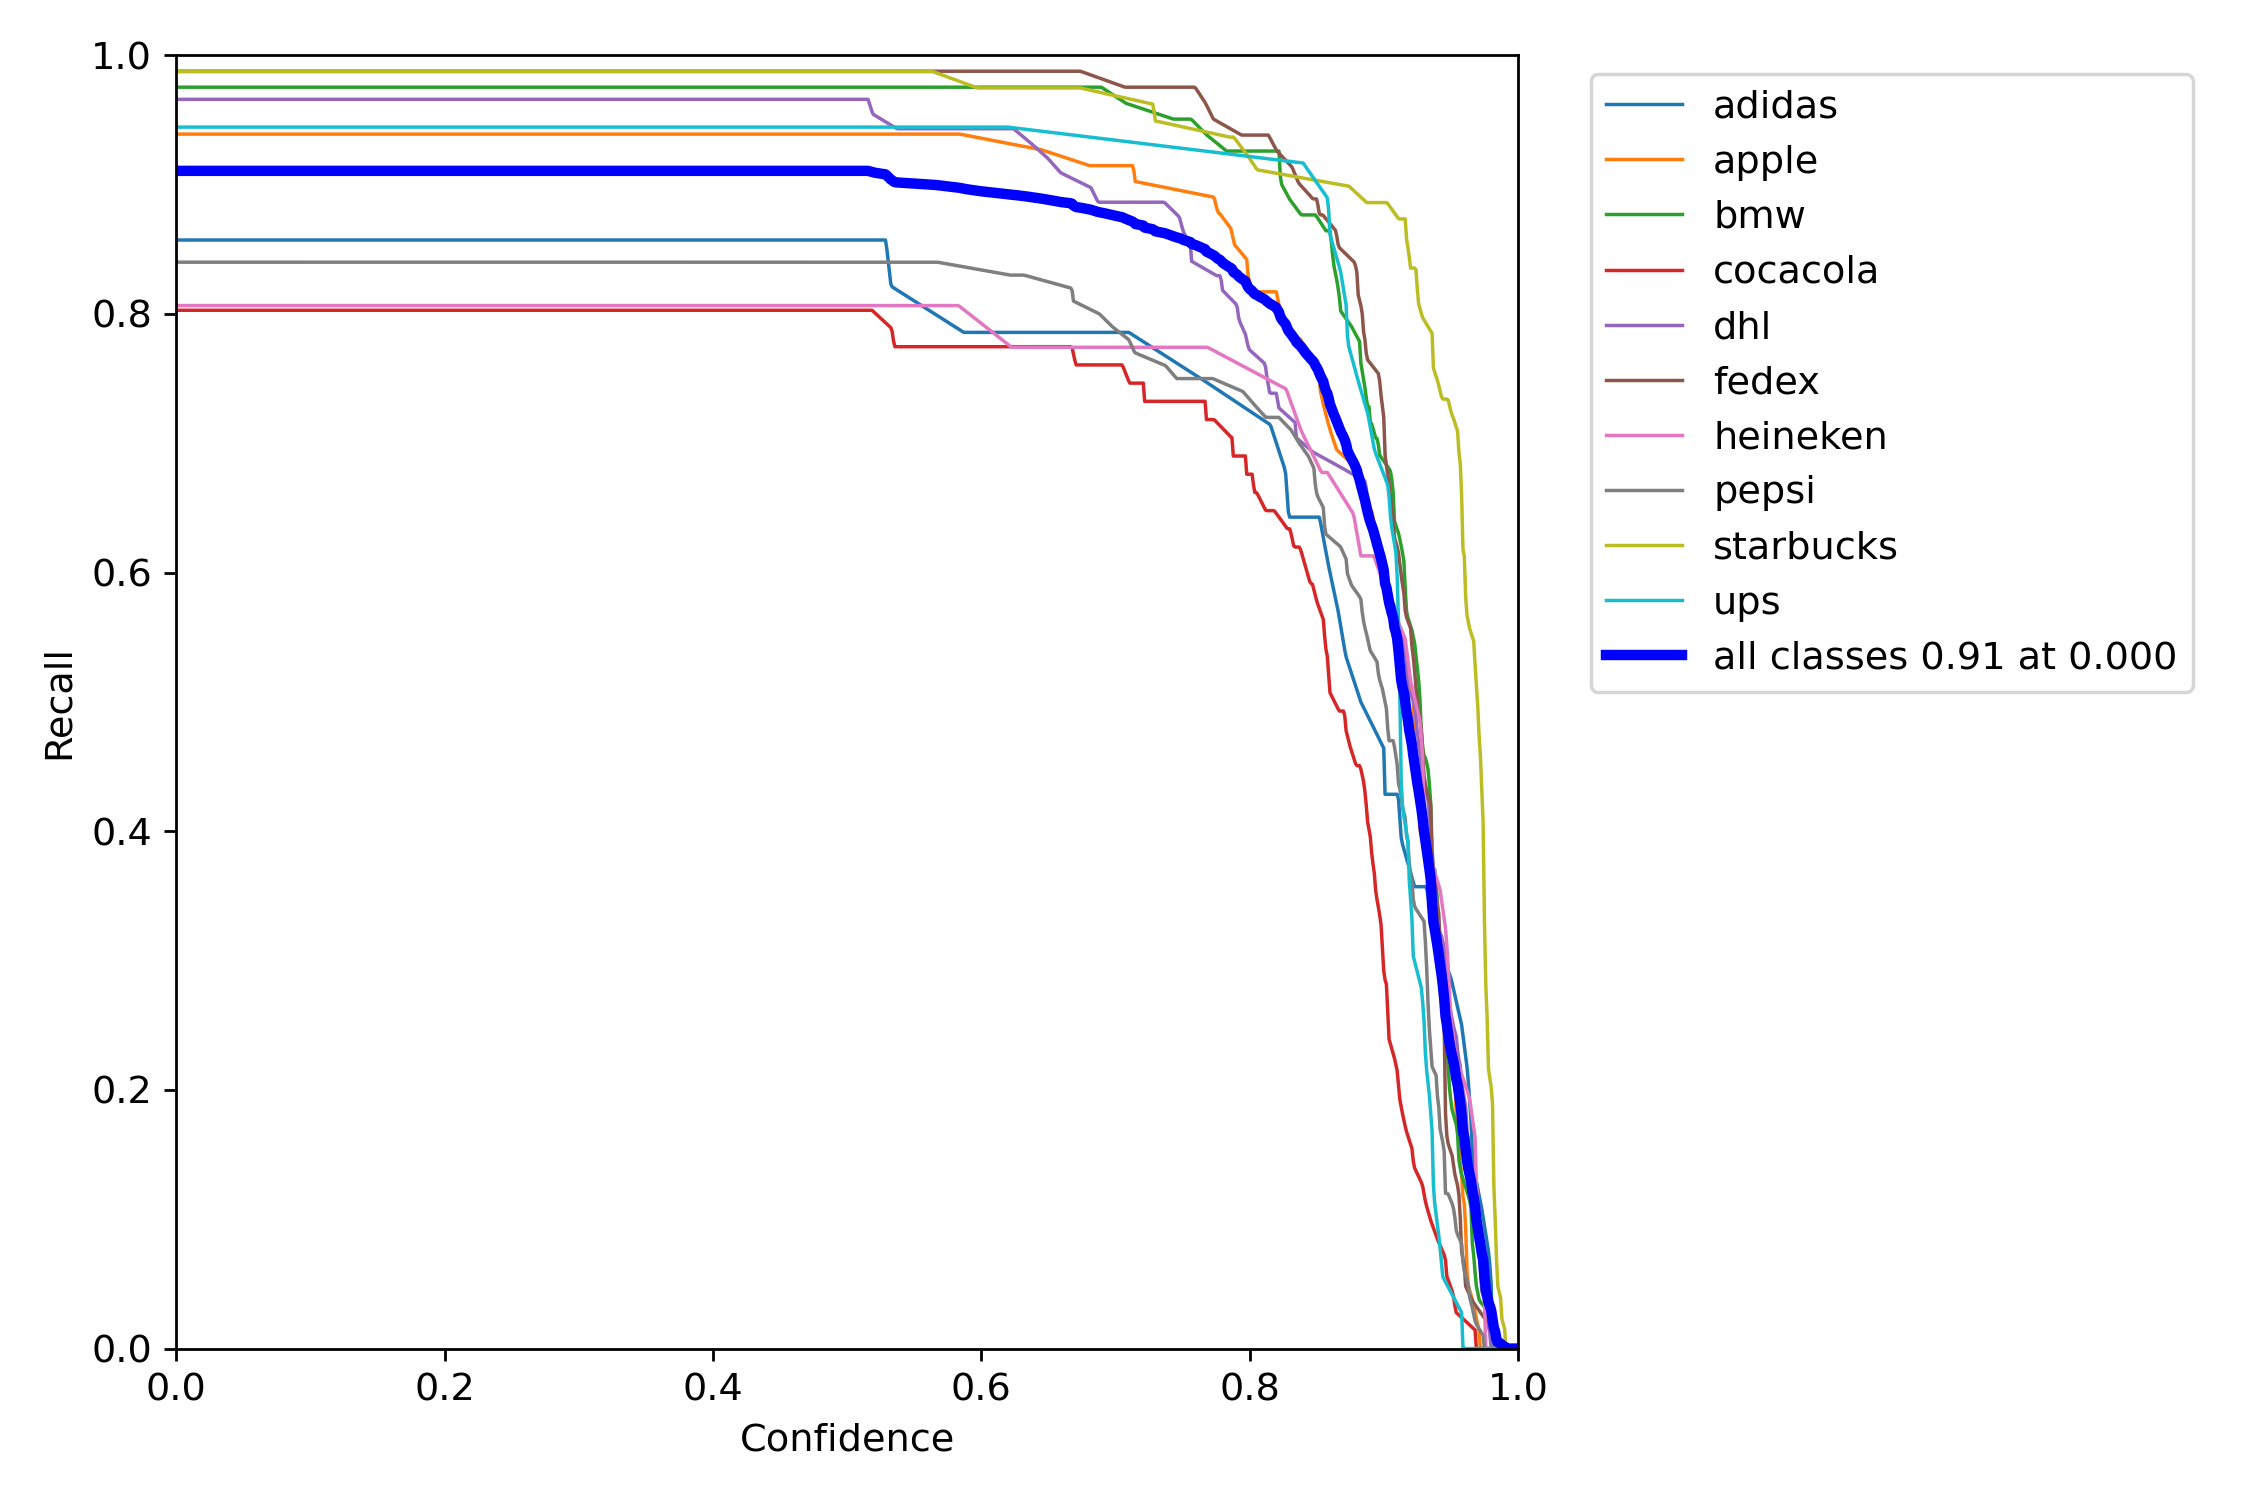 1.0
0.8
0.6
0.4
0.2
0.0
Recall
0.0 0.2 0.4 0.6 0.8 1.0
Confidence
adidas
apple
bmw
cocacola
dhl
fedex
heineken
pepsi
starbucks
ups
all classes 0.91 at 0.000